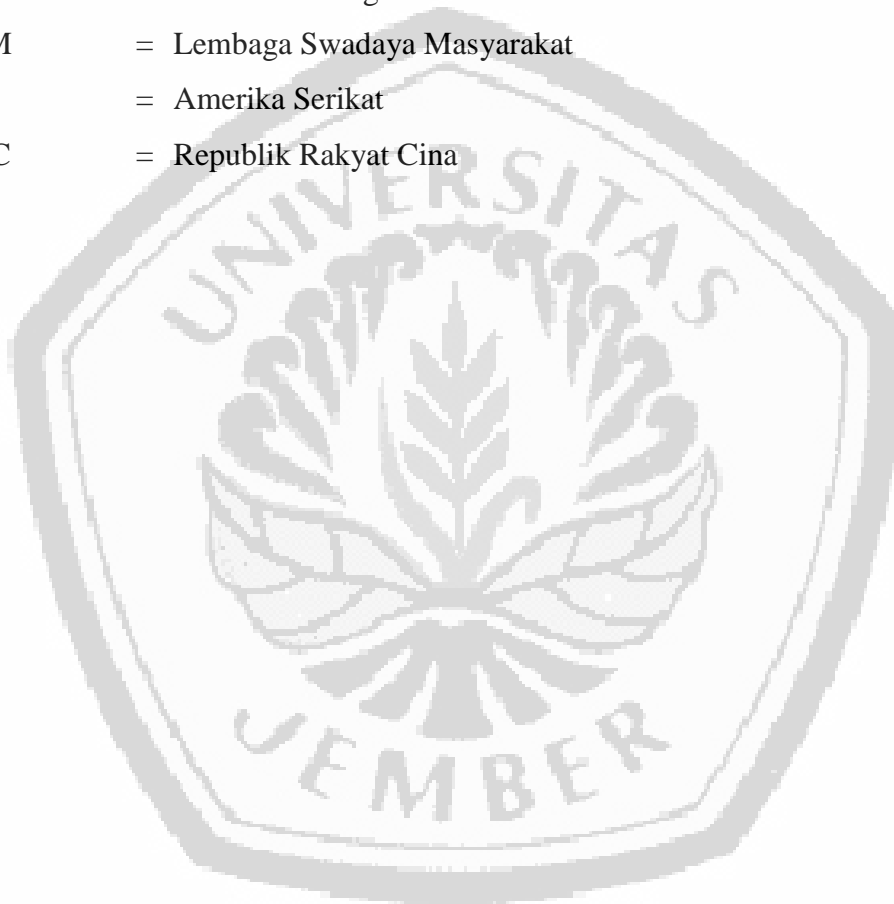 M = Lembaga Swadaya Masyarakat
= Amerika Serikat
C = Republik Rakyat Cina
UNIVERSITAS
JEMBER